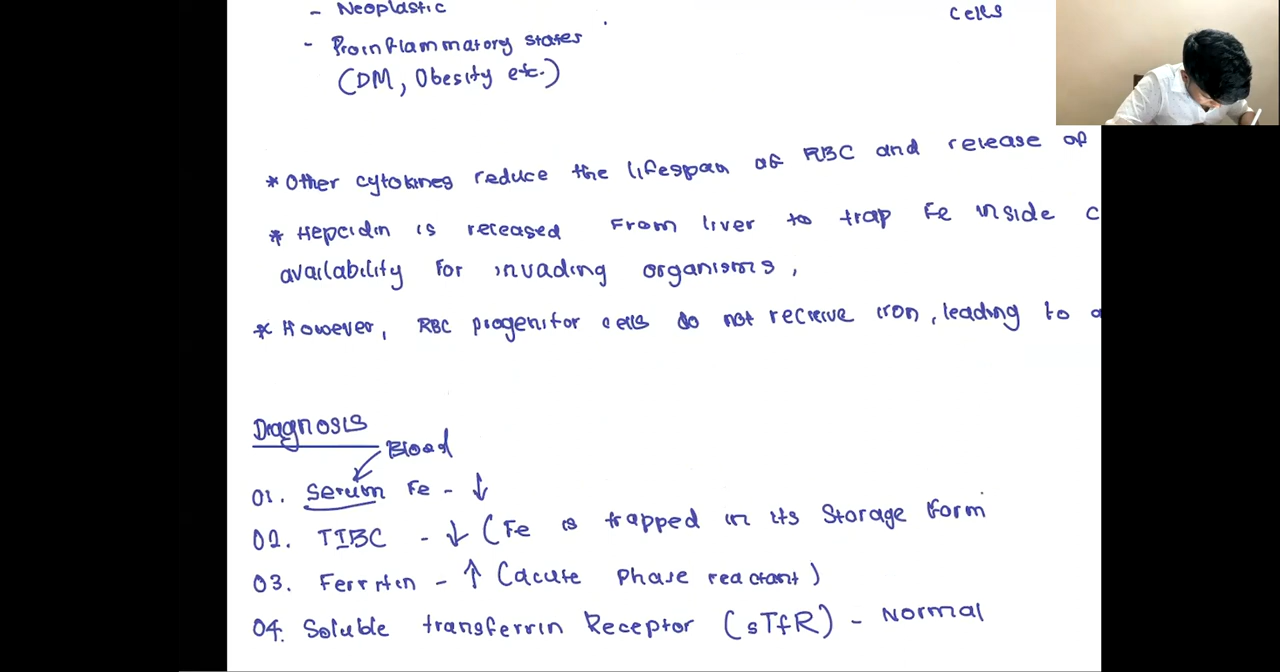 - Neoplastic
cells
- Proinflammatory states
(DM, Obesity etc.)
* Other cytokines reduce the lifespan of RBC and release of
* Hepcidin is released from liver to trap Fe inside c
availability for invading organisms,
* However, RBC progenitor cells do not recieve iron, leading to a
Diagnosis
Blood
01. Serum Fe - ↓
02. TIBC - ↓ (Fe is trapped in its storage form
03. Ferritin - ↑ (acute phase reactant)
04. Soluble transferrin Receptor (sTfR) - Normal